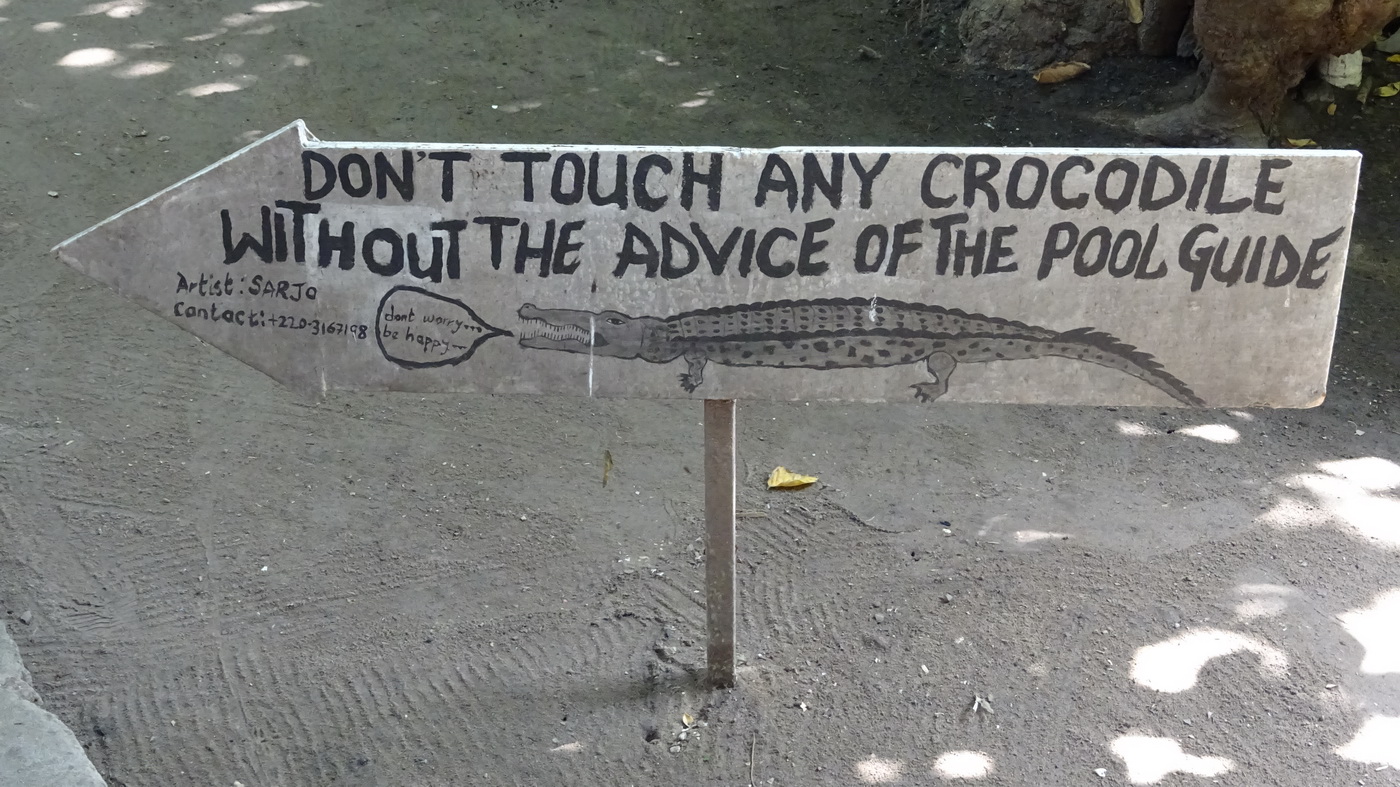 DON'T TOUCH ANY CROCODILE
WITHOUT THE ADVICE OF THE POOL GUIDE
Artist: SARJO
Contact: +220-3167198
dont worry...
be happy...